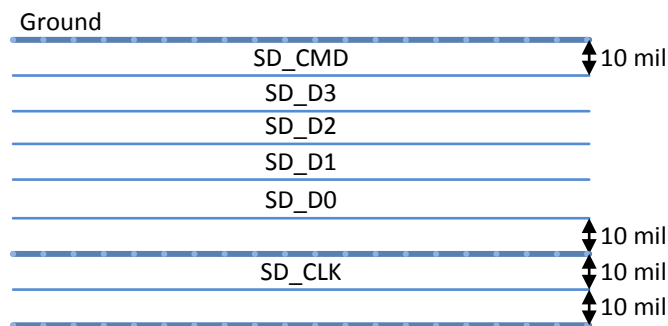 Ground
SD_CMD
10 mil
SD_D3
SD_D2
SD_D1
SD_D0
10 mil
SD_CLK
10 mil
10 mil